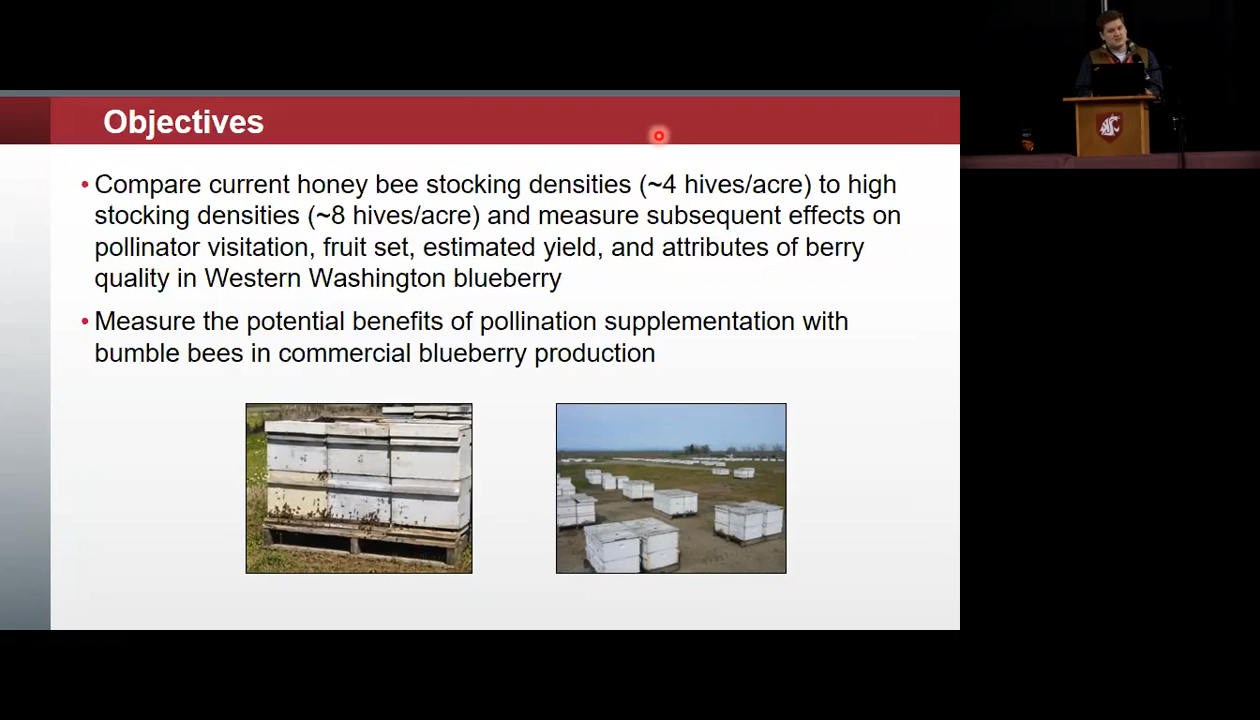 Objectives
• Compare current honey bee stocking densities (~4 hives/acre) to high
stocking densities (~8 hives/acre) and measure subsequent effects on
pollinator visitation, fruit set, estimated yield, and attributes of berry
quality in Western Washington blueberry
• Measure the potential benefits of pollination supplementation with
bumble bees in commercial blueberry production